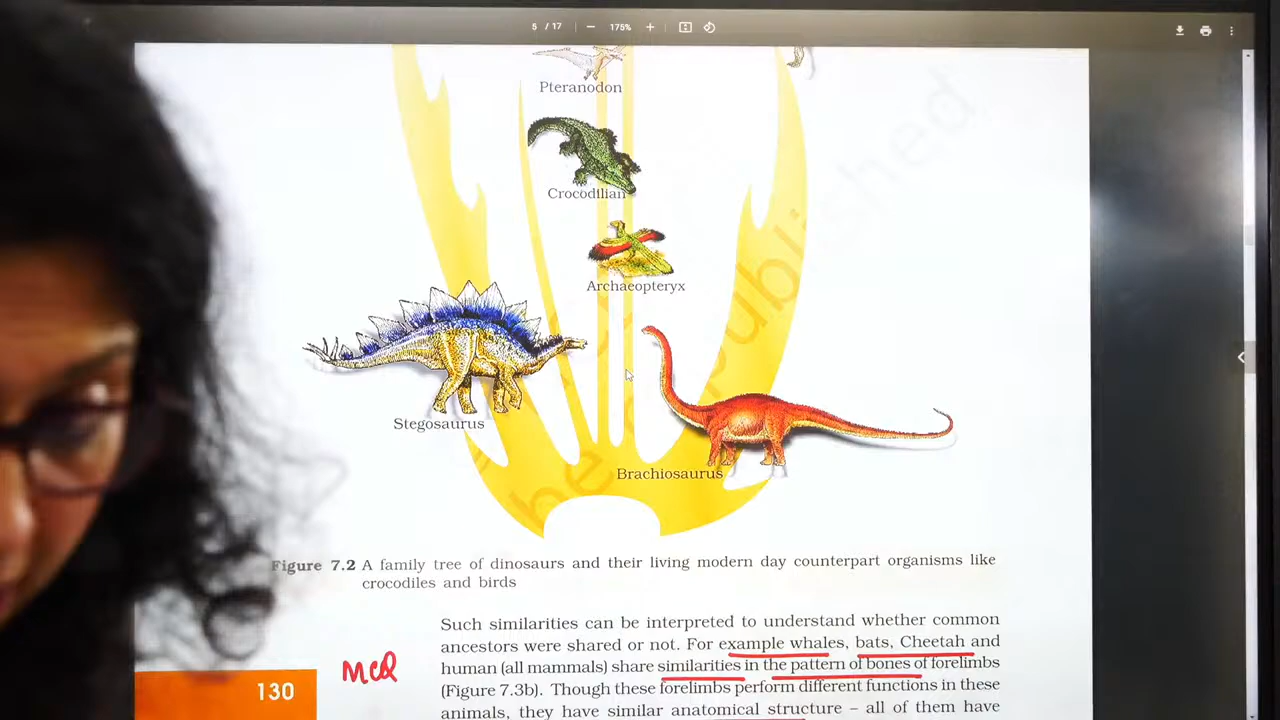 5 / 17 — 175% +
Pteranodon
Crocodilian
Archaeopteryx
Stegosaurus
Brachiosaurus
Figure 7.2 A family tree of dinosaurs and their living modern day counterpart organisms like
crocodiles and birds
Such similarities can be interpreted to understand whether common
ancestors were shared or not. For example whales, bats, Cheetah and
human (all mammals) share similarities in the pattern of bones of forelimbs
(Figure 7.3b). Though these forelimbs perform different functions in these
animals, they have similar anatomical structure – all of them have
MCQ
130
be
published